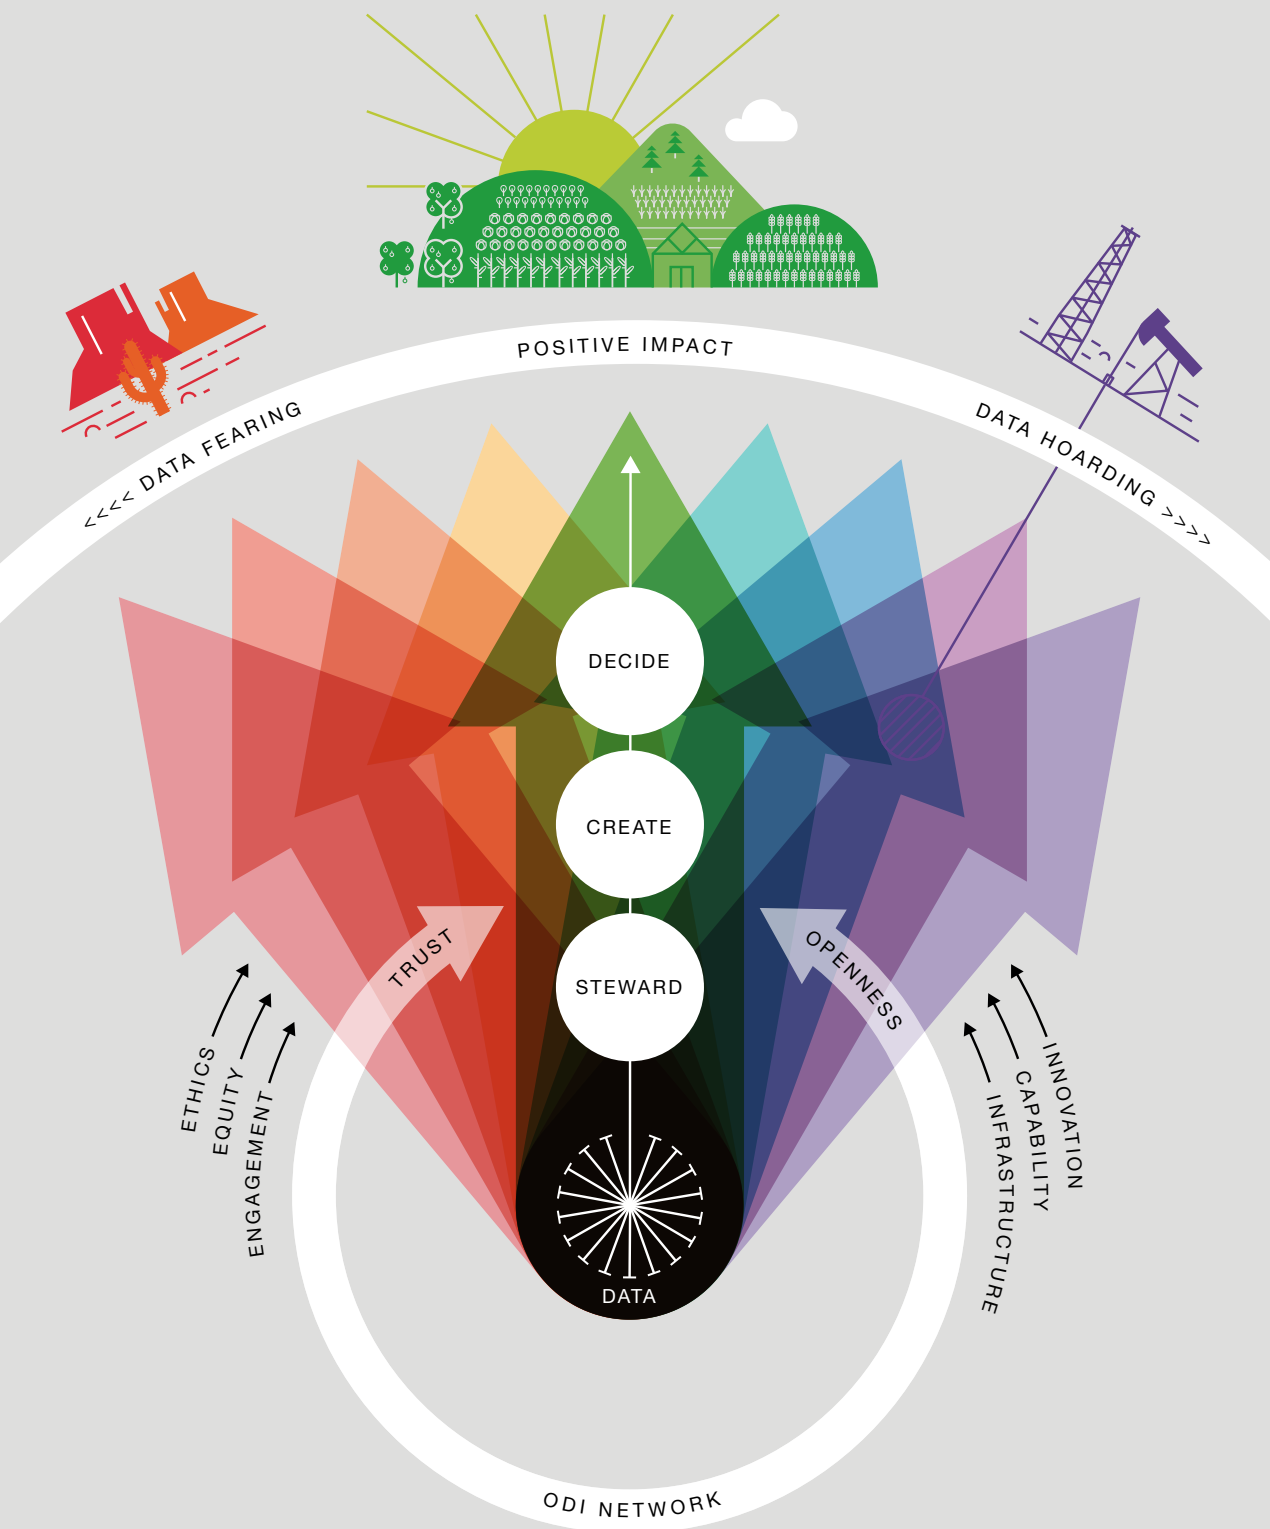 POSITIVE IMPACT
<<<< DATA FEARING
DATA HOARDING >>>>
DECIDE
CREATE
STEWARD
TRUST
OPENNESS
ETHICS
EQUITY
ENGAGEMENT
INNOVATION
CAPABILITY
INFRASTRUCTURE
DATA
ODI NETWORK